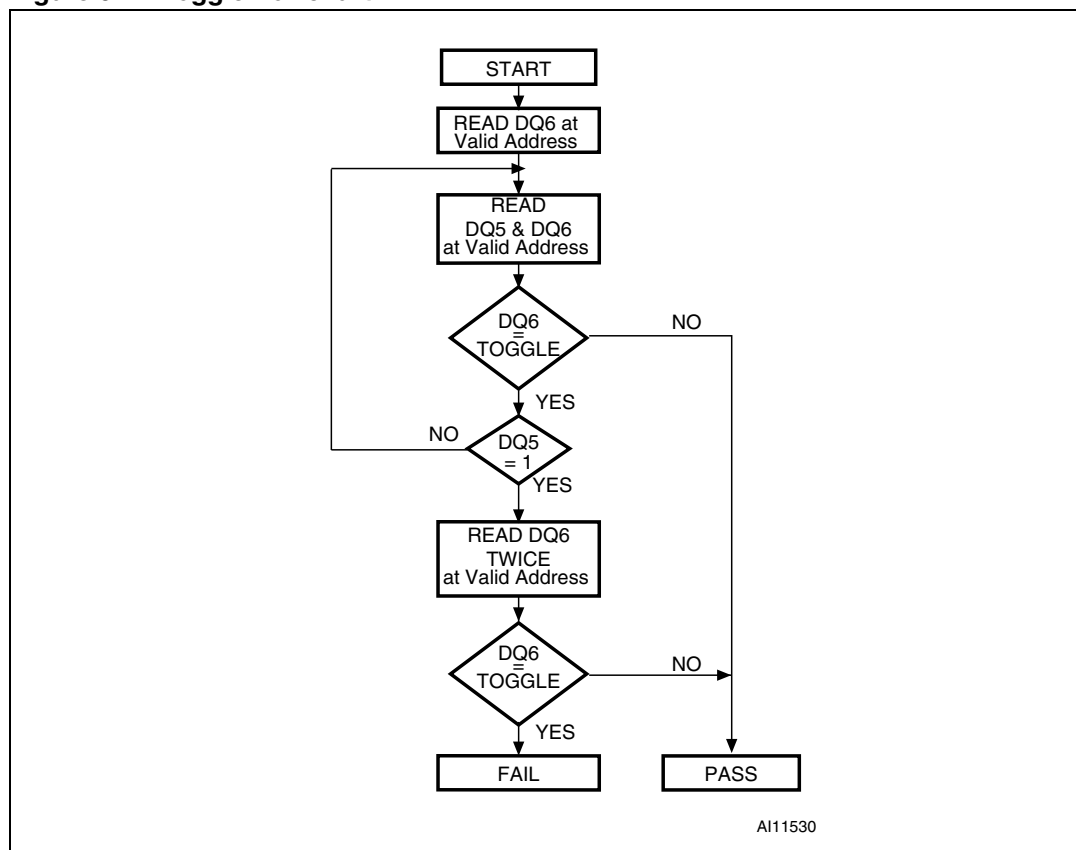 START
READ DQ6 at
Valid Address
READ
DQ5 & DQ6
at Valid Address
DQ6
=
TOGGLE
NO
YES
NO
DQ5
= 1
YES
READ DQ6
TWICE
at Valid Address
DQ6
=
TOGGLE
NO
YES
FAIL
PASS
AI11530